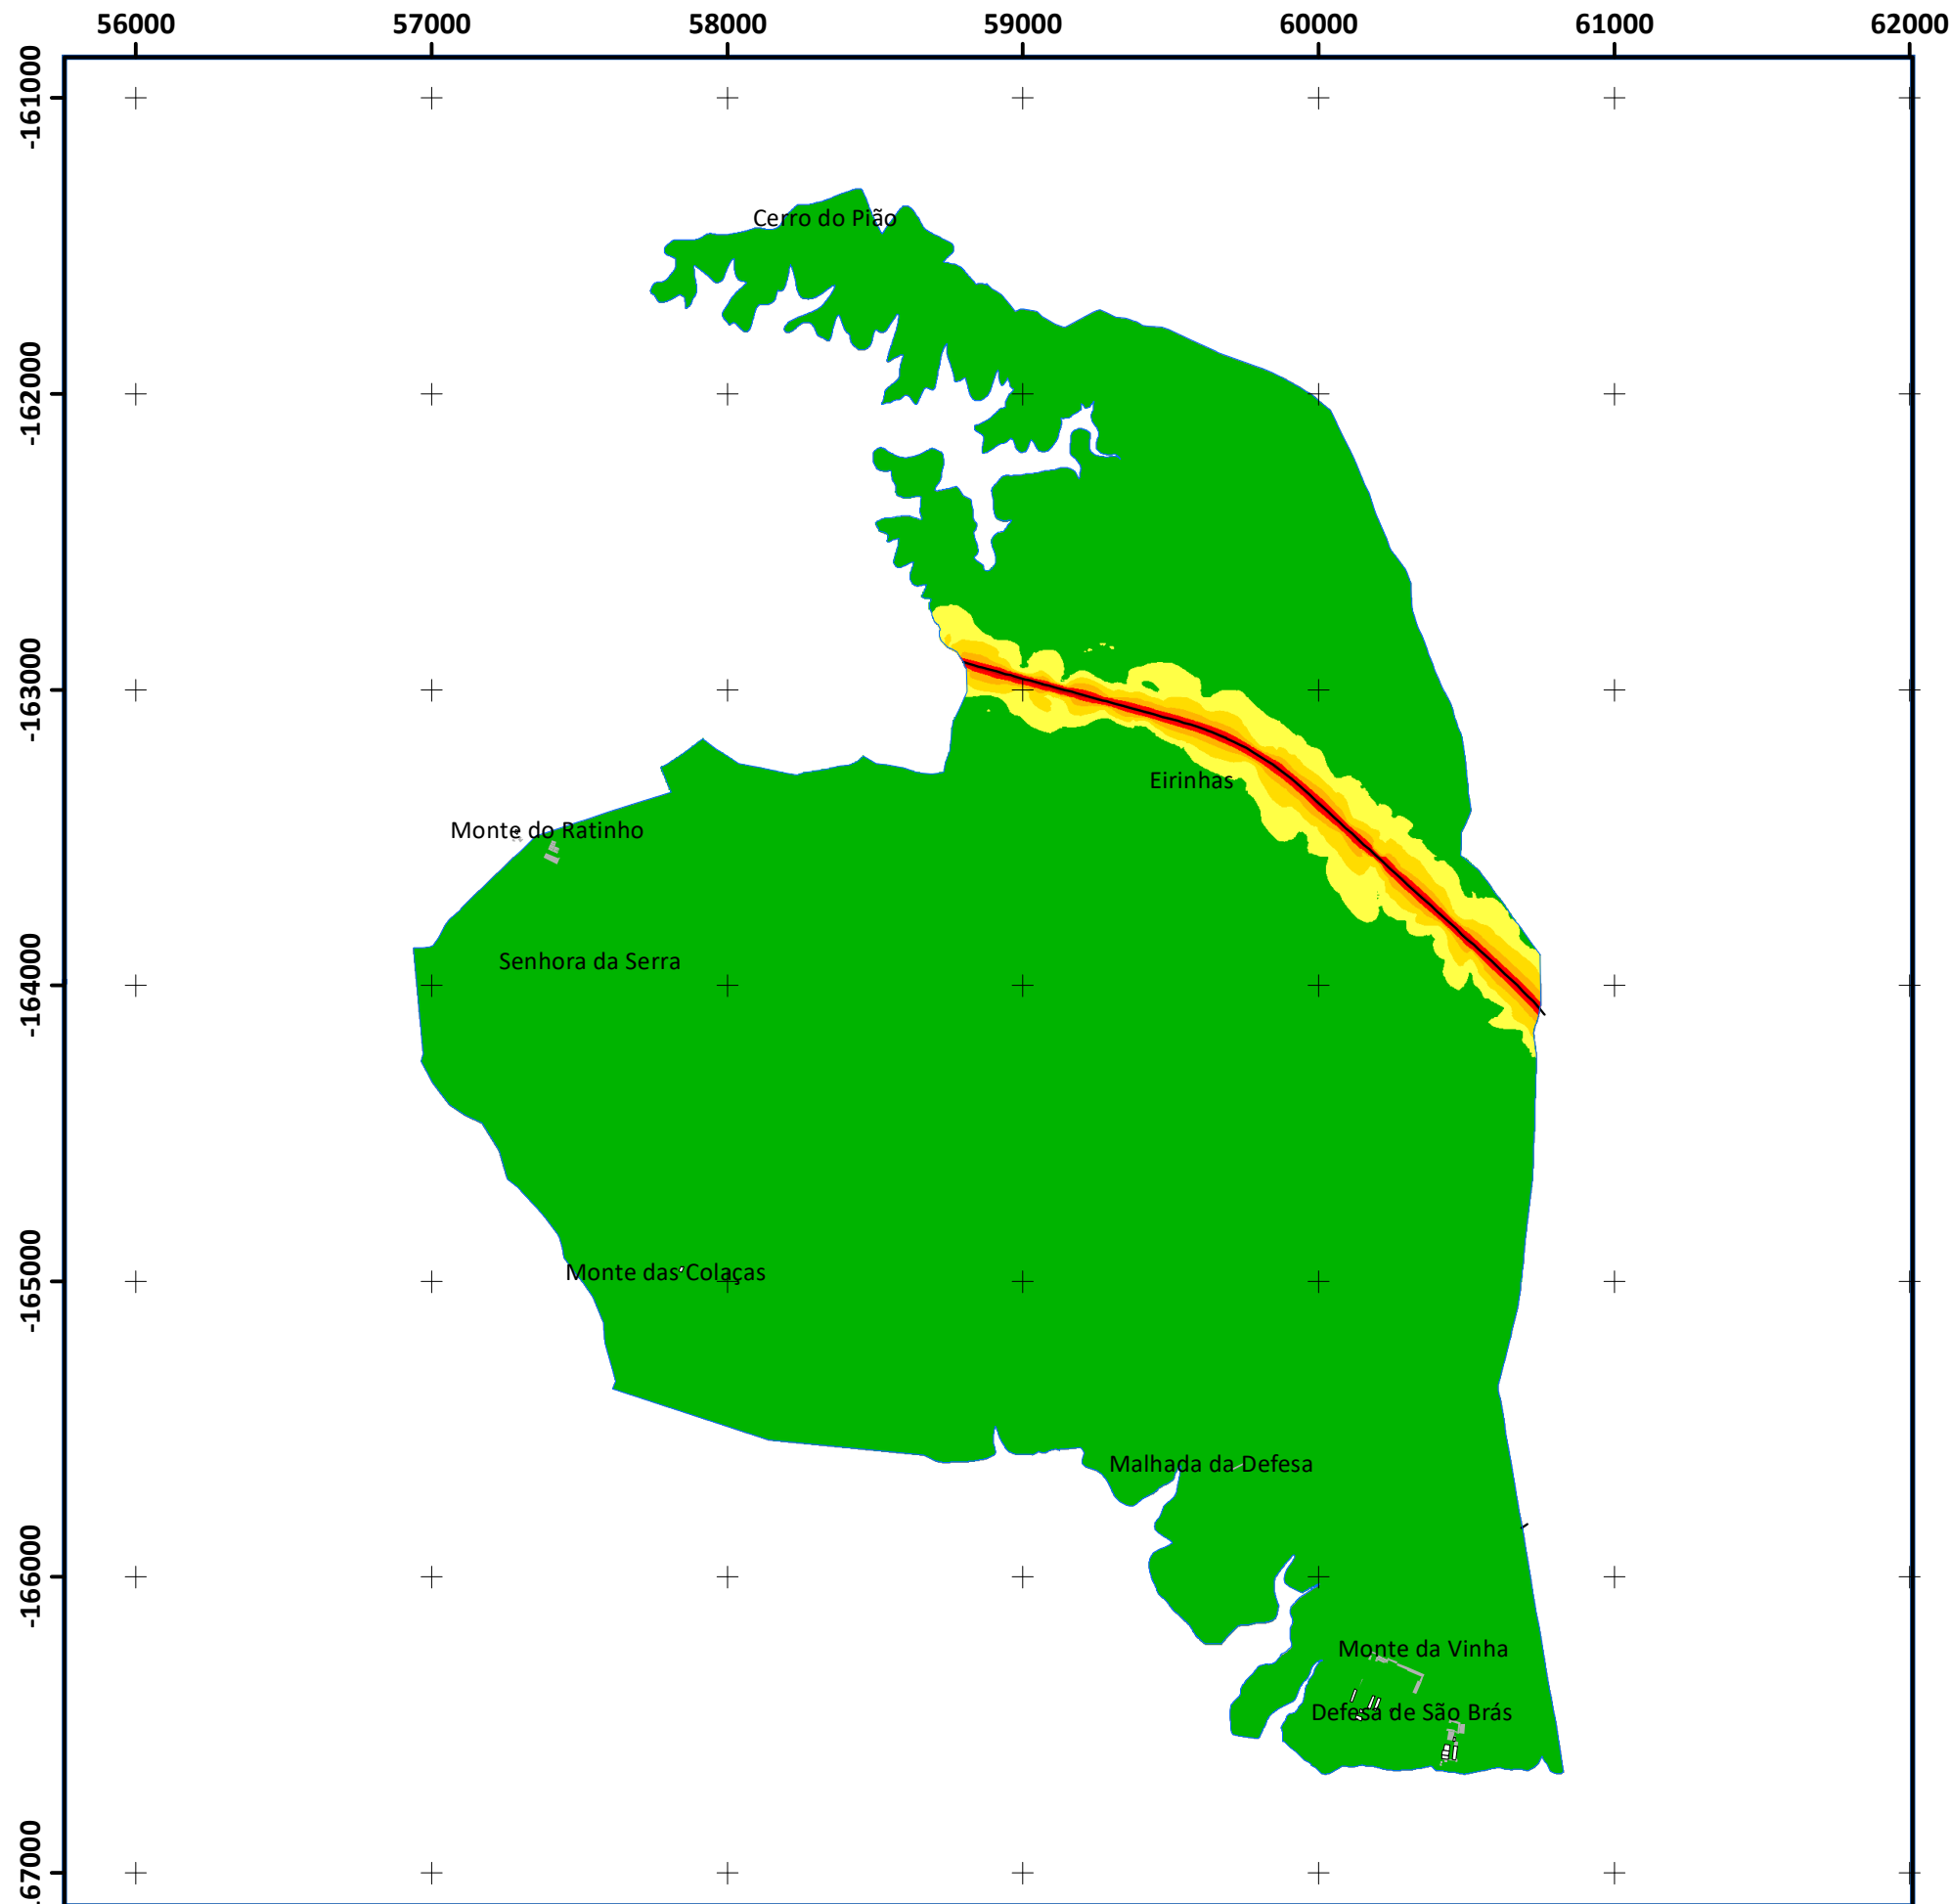 56000 57000 58000 59000 60000 61000 62000
-161000
-162000
-163000
-164000
-165000
-166000
67000
Cerro do Pião
Eirinhas
Monte do Ratinho
Senhora da Serra
Monte das Colaças
Malhada da Defesa
Monte da Vinha
Defesa de São Brás